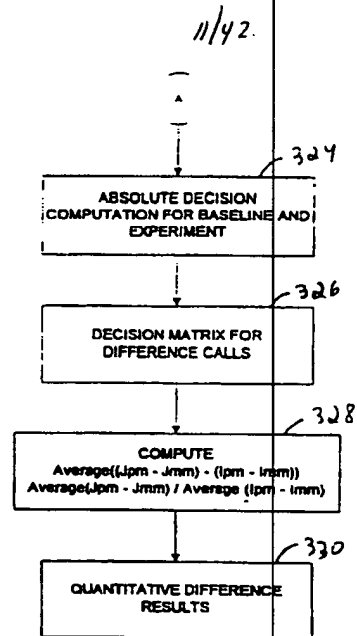 11/42.
A
324
ABSOLUTE DECISION
COMPUTATION FOR BASELINE AND
EXPERIMENT
326
DECISION MATRIX FOR
DIFFERENCE CALLS
328
COMPUTE
Average((Jpm - Jmm) - (Ipm - Imm))
Average(Jpm - Jmm) / Average (Ipm - Imm)
330
QUANTITATIVE DIFFERENCE
RESULTS